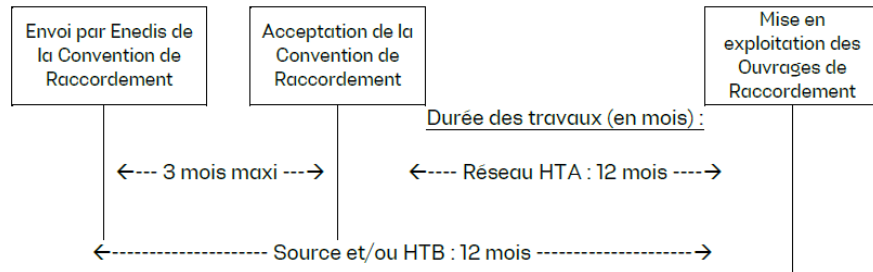 Envoi par Enedis de
la Convention de
Raccordement
Acceptation de la
Convention de
Raccordement
Mise en
exploitation des
Ouvrages de
Raccordement
Durée des travaux (en mois) :
←--- 3 mois maxi ---→
←---- Réseau HTA : 12 mois ----→
←--------------------- Source et/ou HTB : 12 mois ---------------------→